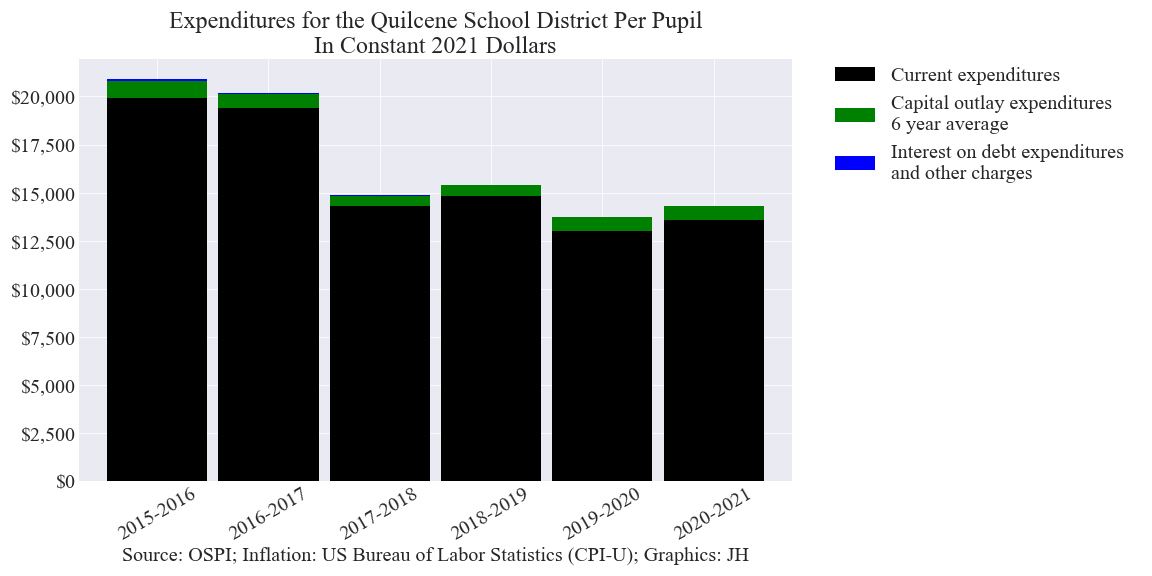 Expenditures for the Quilcene School District Per Pupil
In Constant 2021 Dollars
Current expenditures
Capital outlay expenditures
6 year average
Interest on debt expenditures
and other charges
$20,000
$17,500
$15,000
$12,500
$10,000
$7,500
$5,000
$2,500
$0
2015-2016
2016-2017
2017-2018
2018-2019
2019-2020
2020-2021
Source: OSPI; Inflation: US Bureau of Labor Statistics (CPI-U); Graphics: JH